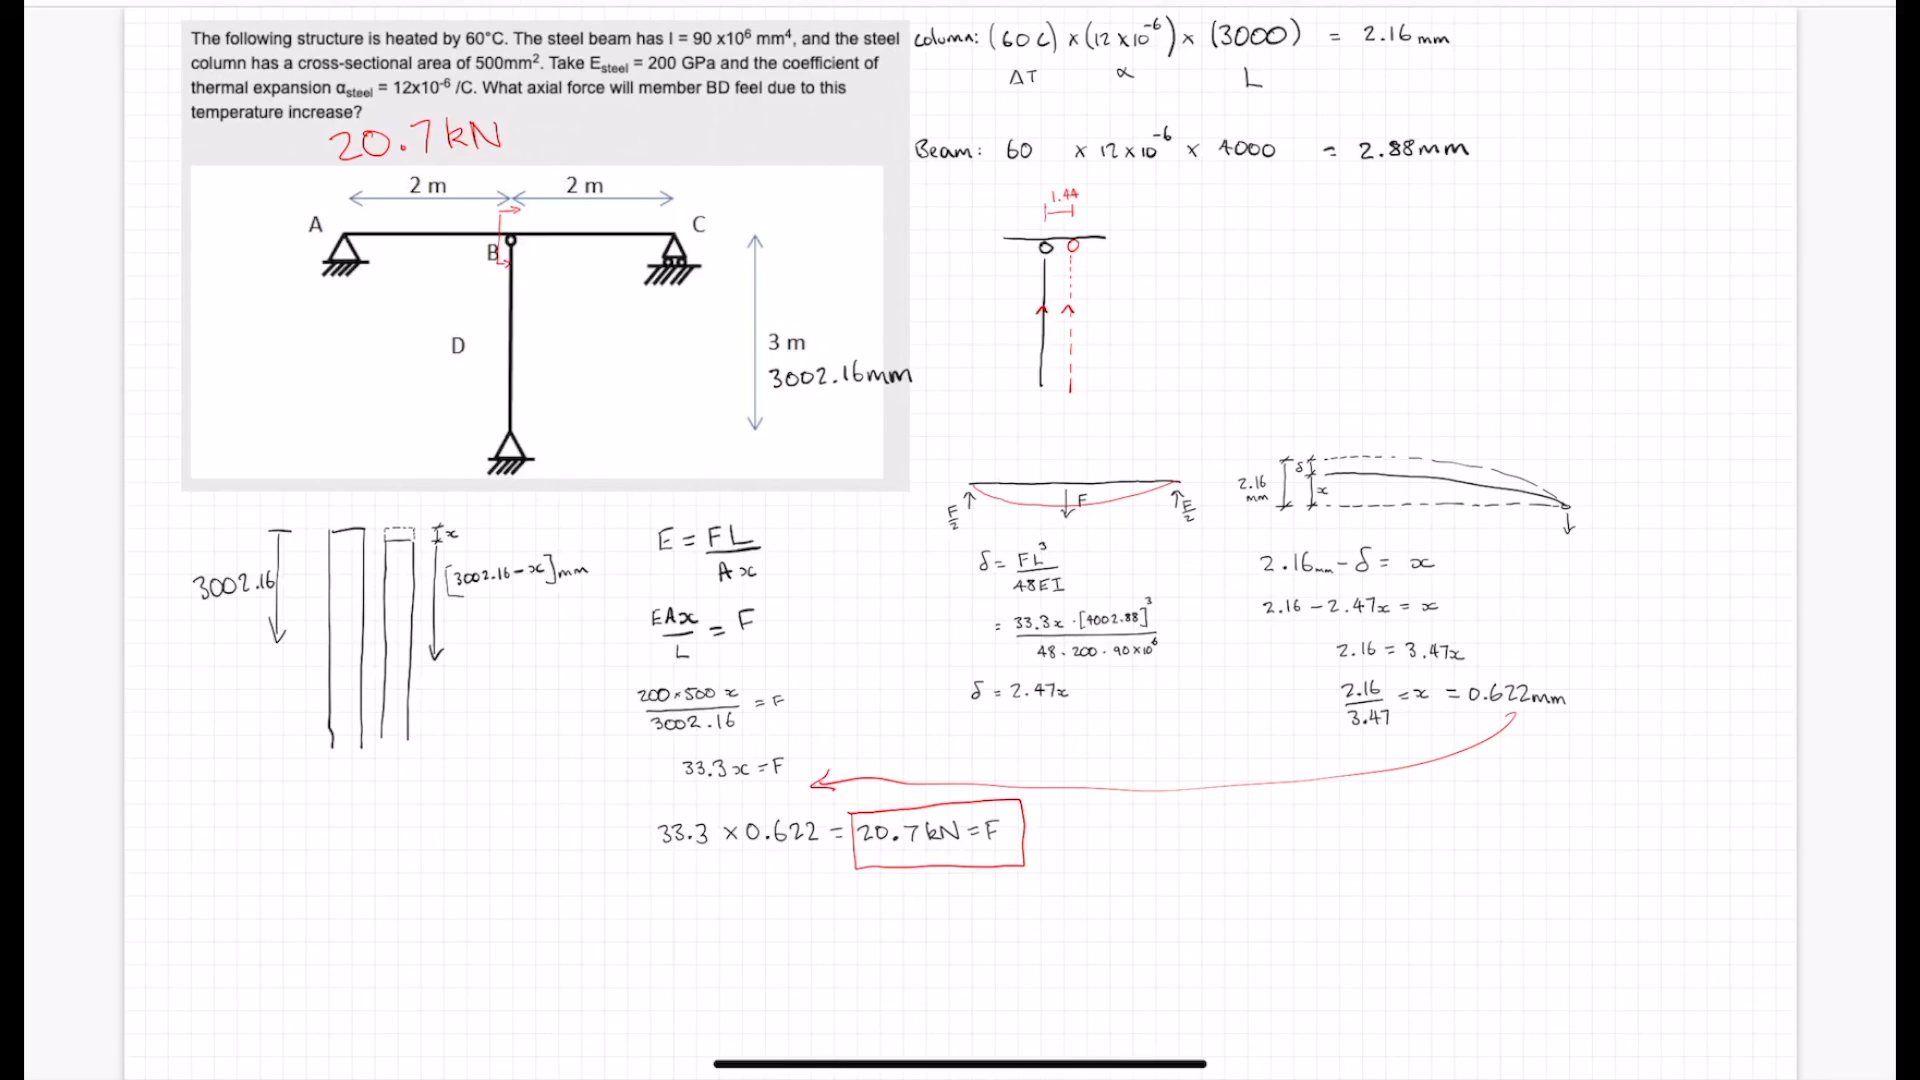 The following structure is heated by 60°C. The steel beam has I = 90 x10⁶ mm⁴, and the steel
column has a cross-sectional area of 500mm². Take Esteel = 200 GPa and the coefficient of
thermal expansion αsteel = 12x10⁻⁶ /C. What axial force will member BD feel due to this
temperature increase?
20.7kN
2 m
2 m
A
C
B
D
3 m
3002.16mm
column: (60 C) x (12 x10⁻⁶) x (3000) = 2.16mm
ΔT α L
Beam: 60 x 12x10⁻⁶ x 4000 = 2.88mm
1.44
3002.16
x
[3002.16-x]mm
E = FL
Ax
EAx = F
L
200 x 500 x = F
3002.16
33.3x = F
33.3 x 0.622 = 20.7kN = F
F
F
2
F
2
δ = FL³
48EI
= 33.3x · [4002.88]³
48 · 200 · 90x10⁶
δ = 2.47x
2.16
mm
δ
x
2.16mm - δ = x
2.16 - 2.47x = x
2.16 = 3.47x
2.16 = x = 0.622mm
3.47